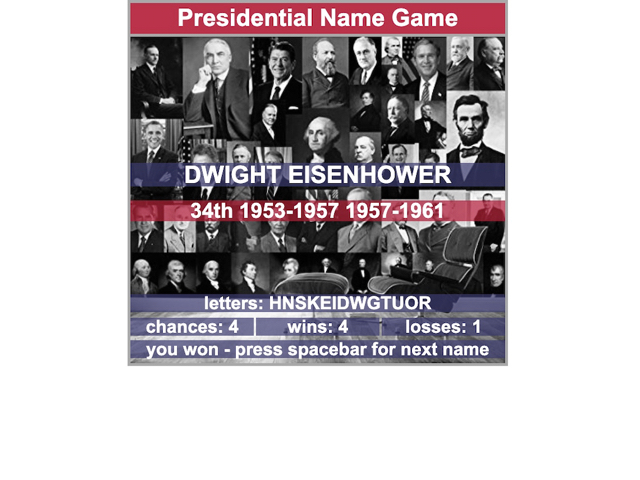 Presidential Name Game
DWIGHT EISENHOWER
34th 1953-1957 1957-1961
letters: HNSKEIDWGTUOR
chances: 4 | wins: 4 | losses: 1
you won - press spacebar for next name